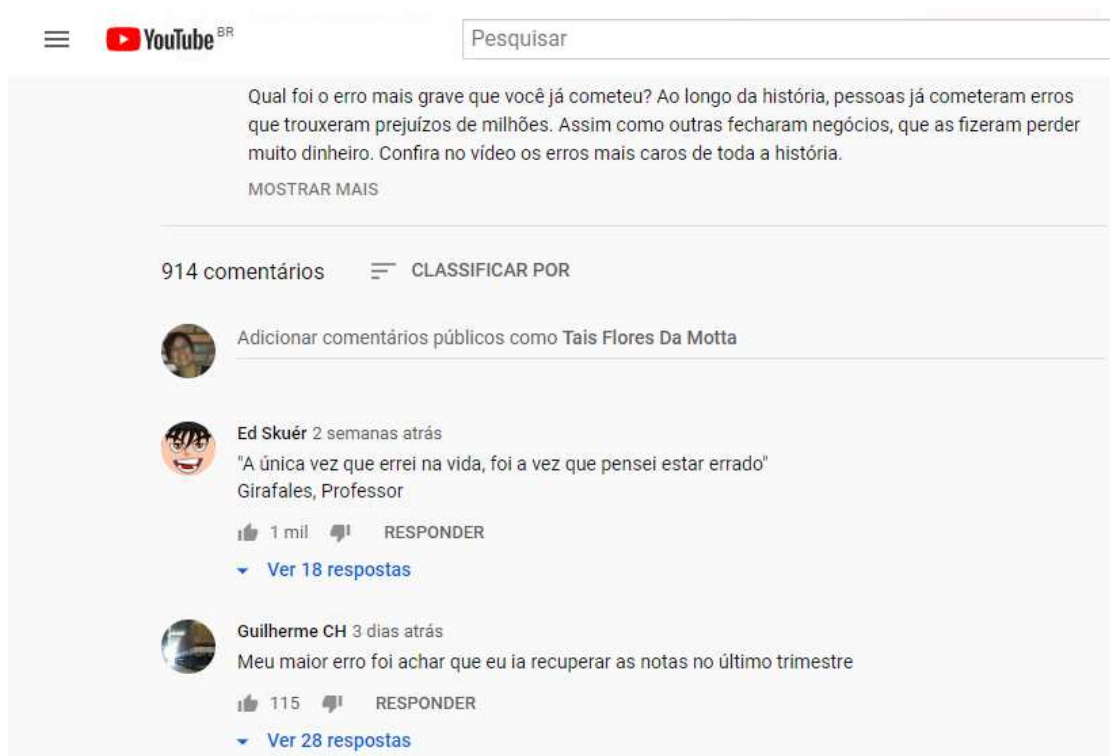 YouTube BR
Pesquisar
Qual foi o erro mais grave que você já cometeu? Ao longo da história, pessoas já cometeram erros
que trouxeram prejuízos de milhões. Assim como outras fecharam negócios, que as fizeram perder
muito dinheiro. Confira no vídeo os erros mais caros de toda a história.
MOSTRAR MAIS
914 comentários CLASSIFICAR POR
Adicionar comentários públicos como Tais Flores Da Motta
Ed Skuér 2 semanas atrás
"A única vez que errei na vida, foi a vez que pensei estar errado"
Girafales, Professor
1 mil RESPONDER
Ver 18 respostas
Guilherme CH 3 dias atrás
Meu maior erro foi achar que eu ia recuperar as notas no último trimestre
115 RESPONDER
Ver 28 respostas